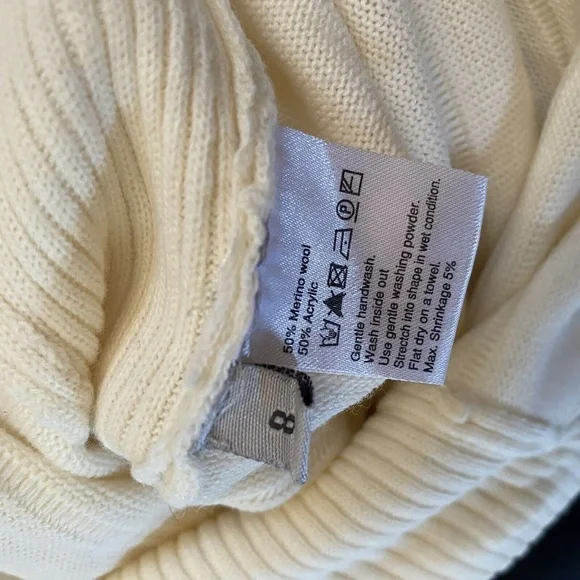 50% Merino wool
50% Acrylic
P
Gentle handwash.
Wash inside out
Use gentle washing powder.
Stretch into shape in wet condition.
Flat dry on a towel.
Max. Shrinkage 5%
8